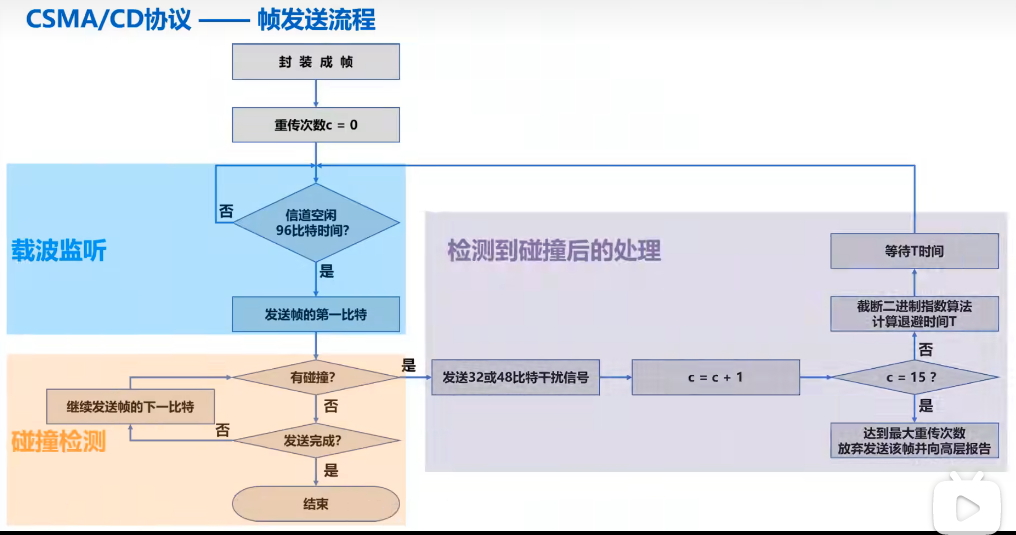 CSMA/CD协议 —— 帧发送流程
封 装 成 帧
重传次数c = 0
载波监听
否
信道空闲
96比特时间?
是
发送帧的第一比特
碰撞检测
有碰撞?
是
否
继续发送帧的下一比特
否
发送完成?
是
结束
检测到碰撞后的处理
发送32或48比特干扰信号
c = c + 1
c = 15 ?
否
截断二进制指数算法
计算退避时间T
等待T时间
是
达到最大重传次数
放弃发送该帧并向高层报告